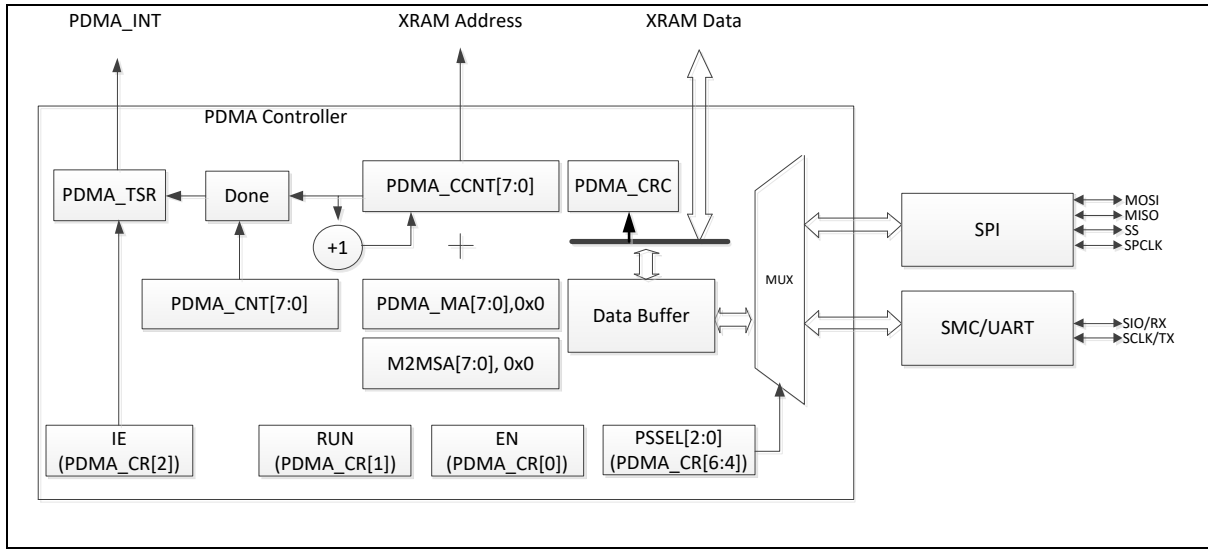 PDMA_INT
XRAM Address
XRAM Data
PDMA Controller
PDMA_TSR
Done
PDMA_CCNT[7:0]
PDMA_CRC
+1
PDMA_CNT[7:0]
PDMA_MA[7:0],0x0
M2MSA[7:0], 0x0
Data Buffer
MUX
SPI
MOSI
MISO
SS
SPCLK
SMC/UART
SIO/RX
SCLK/TX
IE
(PDMA_CR[2])
RUN
(PDMA_CR[1])
EN
(PDMA_CR[0])
PSSEL[2:0]
(PDMA_CR[6:4])